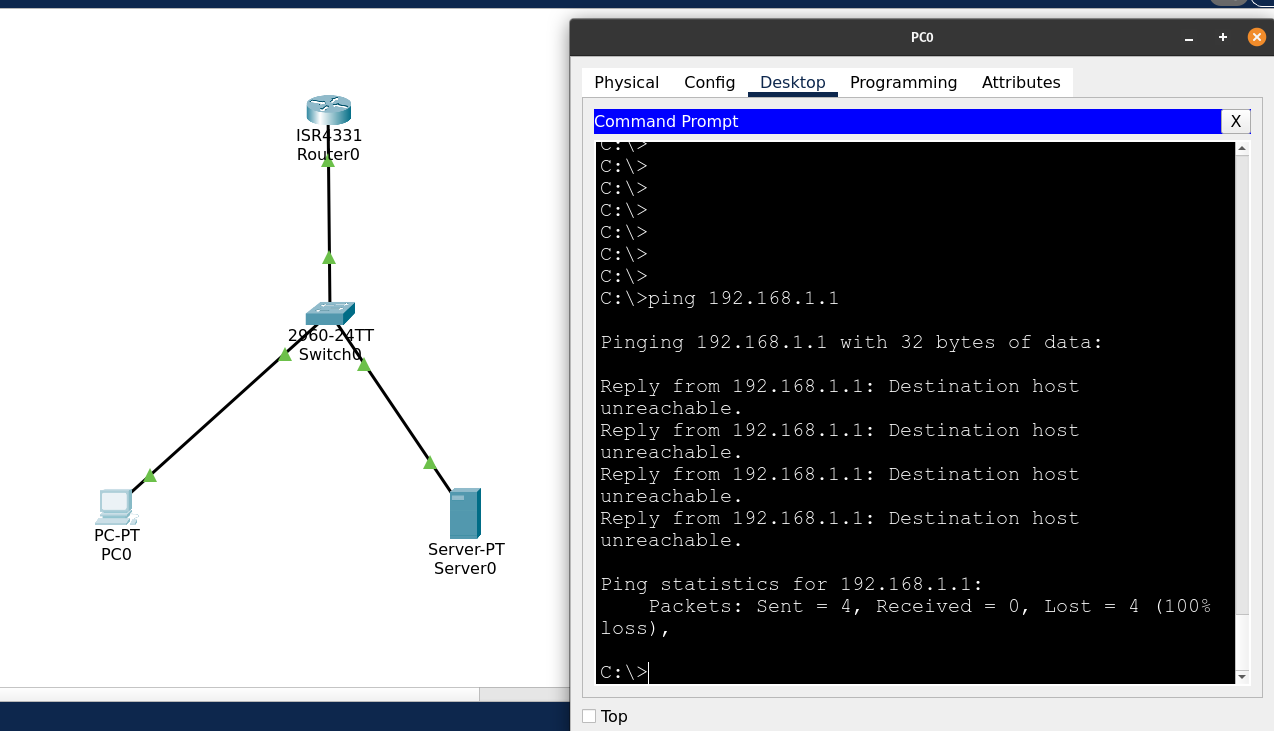 ISR4331
Router0
2960-24TT
Switch0
PC-PT
PC0
Server-PT
Server0
PC0
Physical Config Desktop Programming Attributes
Command Prompt X
C:\>
C:\>
C:\>
C:\>
C:\>
C:\>
C:\>
C:\>ping 192.168.1.1
Pinging 192.168.1.1 with 32 bytes of data:
Reply from 192.168.1.1: Destination host
unreachable.
Reply from 192.168.1.1: Destination host
unreachable.
Reply from 192.168.1.1: Destination host
unreachable.
Reply from 192.168.1.1: Destination host
unreachable.
Ping statistics for 192.168.1.1:
Packets: Sent = 4, Received = 0, Lost = 4 (100%
loss),
C:\>
Top